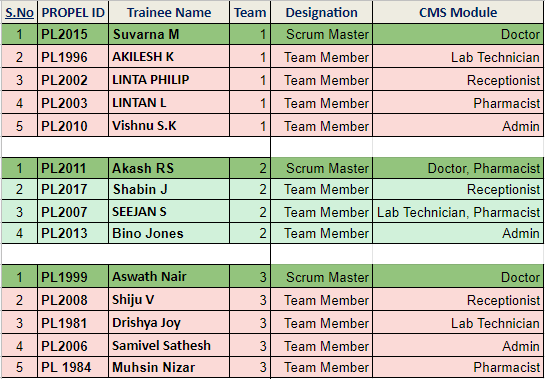 S.No PROPEL ID Trainee Name Team Designation CMS Module
1 PL2015 Suvarna M 1 Scrum Master Doctor
2 PL1996 AKILESH K 1 Team Member Lab Technician
3 PL2002 LINTA PHILIP 1 Team Member Receptionist
4 PL2003 LINTAN L 1 Team Member Pharmacist
5 PL2010 Vishnu S.K 1 Team Member Admin
1 PL2011 Akash RS 2 Scrum Master Doctor, Pharmacist
2 PL2017 Shabin J 2 Team Member Receptionist
3 PL2007 SEEJAN S 2 Team Member Lab Technician, Pharmacist
4 PL2013 Bino Jones 2 Team Member Admin
1 PL1999 Aswath Nair 3 Scrum Master Doctor
2 PL2008 Shiju V 3 Team Member Receptionist
3 PL1981 Drishya Joy 3 Team Member Lab Technician
4 PL2006 Samivel Sathesh 3 Team Member Admin
5 PL 1984 Muhsin Nizar 3 Team Member Pharmacist